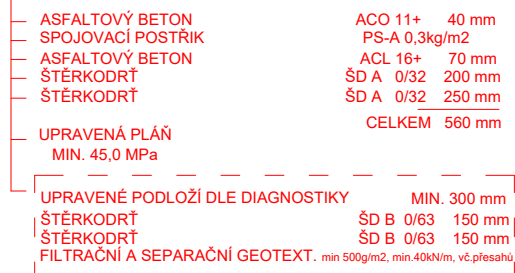 ASFALTOVÝ BETON ACO 11+ 40 mm
SPOJOVACÍ POSTŘIK PS-A 0,3kg/m2
ASFALTOVÝ BETON ACL 16+ 70 mm
ŠTĚRKODRŤ ŠD A 0/32 200 mm
ŠTĚRKODRŤ ŠD A 0/32 250 mm
CELKEM 560 mm
UPRAVENÁ PLÁŇ
MIN. 45,0 MPa
UPRAVENÉ PODLOŽÍ DLE DIAGNOSTIKY MIN. 300 mm
ŠTĚRKODRŤ ŠD B 0/63 150 mm
ŠTĚRKODRŤ ŠD B 0/63 150 mm
FILTRAČNÍ A SEPARAČNÍ GEOTEXT. min 500g/m2, min.40kN/m, vč.přesahů